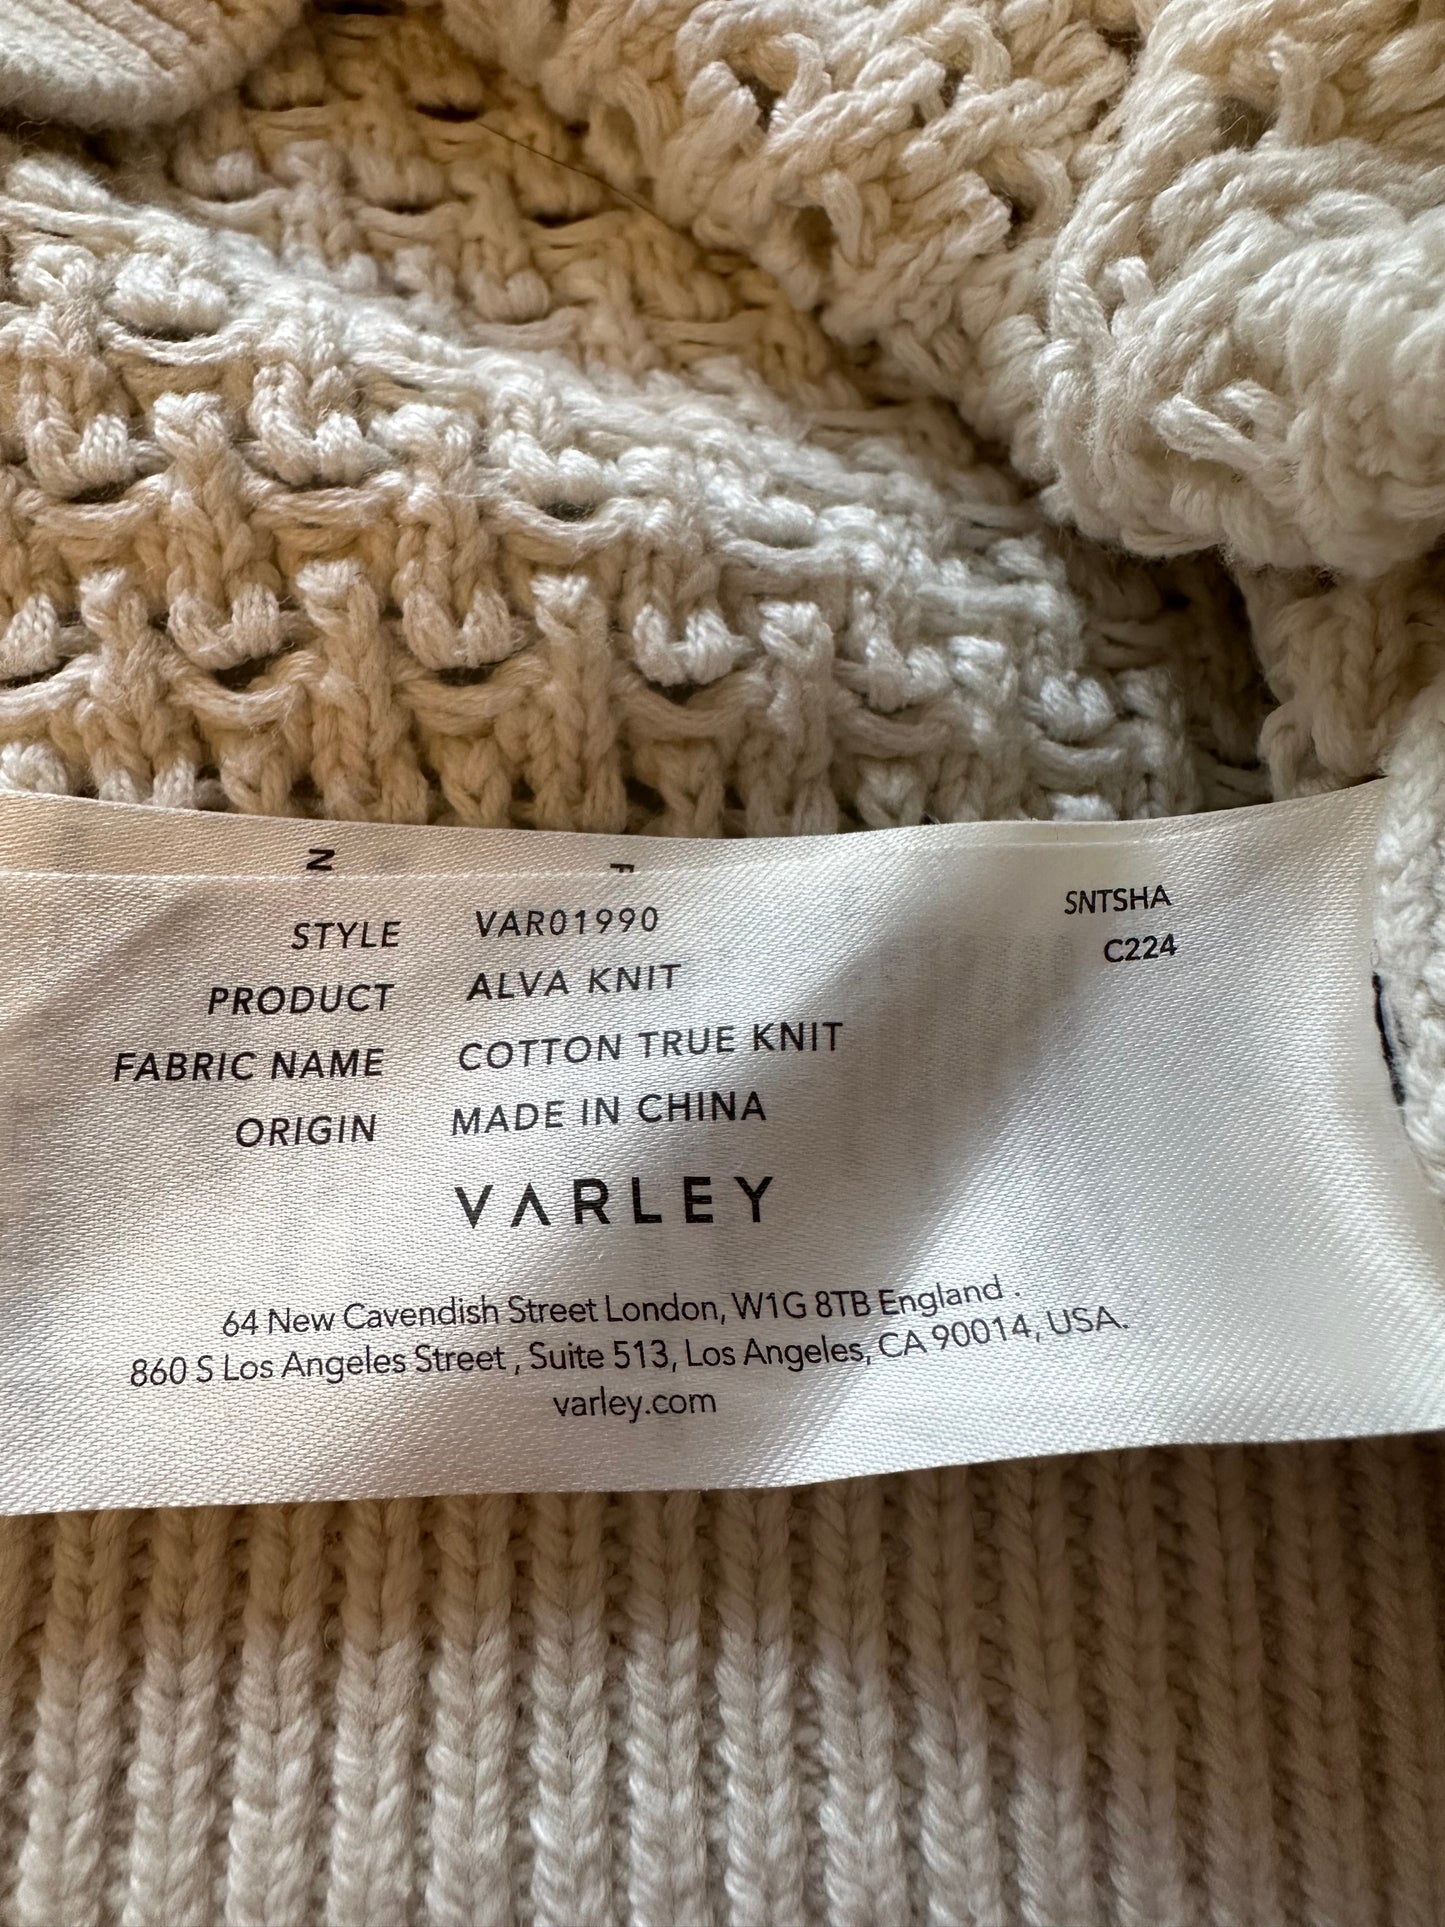 STYLE VAR01990 SNTSHA
PRODUCT ALVA KNIT C224
FABRIC NAME COTTON TRUE KNIT
ORIGIN MADE IN CHINA
VARLEY
64 New Cavendish Street London, W1G 8TB England .
860 S Los Angeles Street , Suite 513, Los Angeles, CA 90014, USA.
varley.com